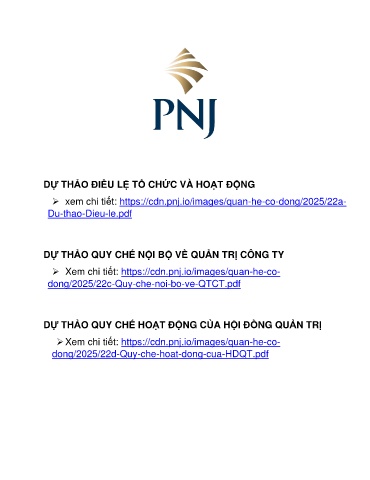 PNJ
DỰ THẢO ĐIỀU LỆ TỔ CHỨC VÀ HOẠT ĐỘNG
➢ xem chi tiết: https://cdn.pnj.io/images/quan-he-co-dong/2025/22a-
Du-thao-Dieu-le.pdf
DỰ THẢO QUY CHẾ NỘI BỘ VỀ QUẢN TRỊ CÔNG TY
➢ Xem chi tiết: https://cdn.pnj.io/images/quan-he-co-
dong/2025/22c-Quy-che-noi-bo-ve-QTCT.pdf
DỰ THẢO QUY CHẾ HOẠT ĐỘNG CỦA HỘI ĐỒNG QUẢN TRỊ
➢ Xem chi tiết: https://cdn.pnj.io/images/quan-he-co-
dong/2025/22d-Quy-che-hoat-dong-cua-HDQT.pdf